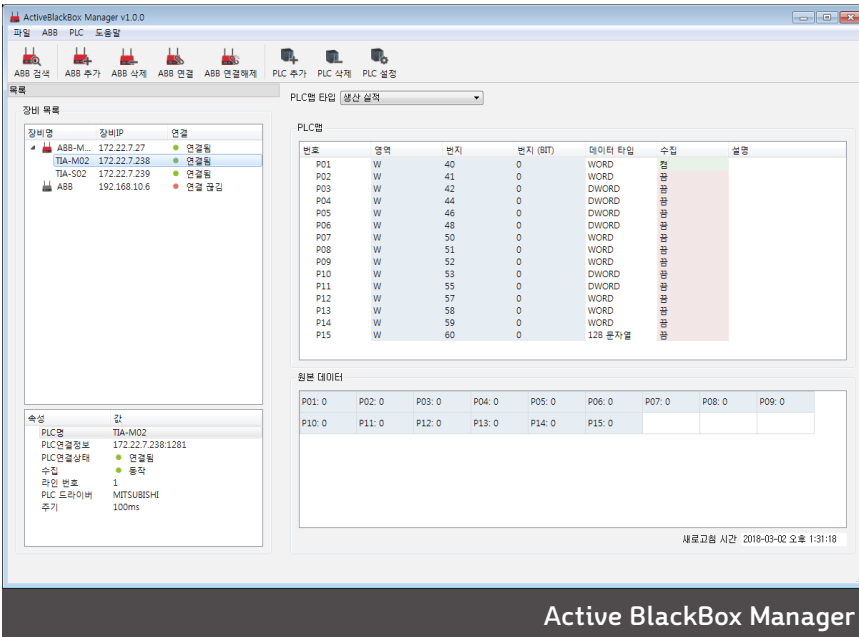 ActiveBlackBox Manager v1.0.0
파일 ABB PLC 도움말
ABB 검색 ABB 추가 ABB 삭제 ABB 연결 ABB 연결해제 PLC 추가 PLC 삭제 PLC 설정
목록
장비 목록
장비명 장비IP 연결
ABB-M... 172.22.7.27 연결됨
TIA-M02 172.22.7.238 연결됨
TIA-S02 172.22.7.239 연결됨
ABB 192.168.10.6 연결 끊김
속성 값
PLC명 TIA-M02
PLC연결정보 172.22.7.238:1281
PLC연결상태 연결됨
수집 동작
라인 번호 1
PLC 드라이버 MITSUBISHI
주기 100ms
PLC맵 타입 생산 실적
PLC맵
번호 영역 번지 번지 (BIT) 데이터 타입 수집 설명
P01 W 40 0 WORD 켬
P02 W 41 0 WORD 끔
P03 W 42 0 DWORD 끔
P04 W 44 0 DWORD 끔
P05 W 46 0 DWORD 끔
P06 W 48 0 DWORD 끔
P07 W 50 0 WORD 끔
P08 W 51 0 WORD 끔
P09 W 52 0 WORD 끔
P10 W 53 0 DWORD 끔
P11 W 55 0 DWORD 끔
P12 W 57 0 WORD 끔
P13 W 58 0 WORD 끔
P14 W 59 0 WORD 끔
P15 W 60 0 12B 문자열 끔
원본 데이터
P01: 0 P02: 0 P03: 0 P04: 0 P05: 0 P06: 0 P07: 0 P08: 0 P09: 0
P10: 0 P11: 0 P12: 0 P13: 0 P14: 0 P15: 0
새로고침 시간 2018-03-02 오후 1:31:18
Active BlackBox Manager